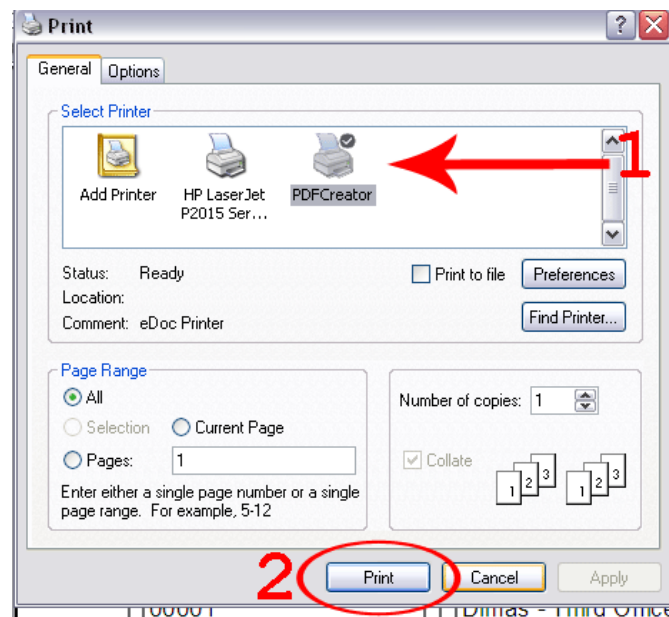 Print
General Options
Select Printer
1
Add Printer HP LaserJet PDFCreator
P2015 Ser...
Status: Ready
Print to file Preferences
Location:
Comment: eDoc Printer Find Printer...
Page Range
All
Number of copies: 1
Selection Current Page
Pages: 1
Collate
1 2 3 1 2 3
Enter either a single page number or a single
page range. For example, 5-12
2 Print Cancel Apply
Dimas - Third Office